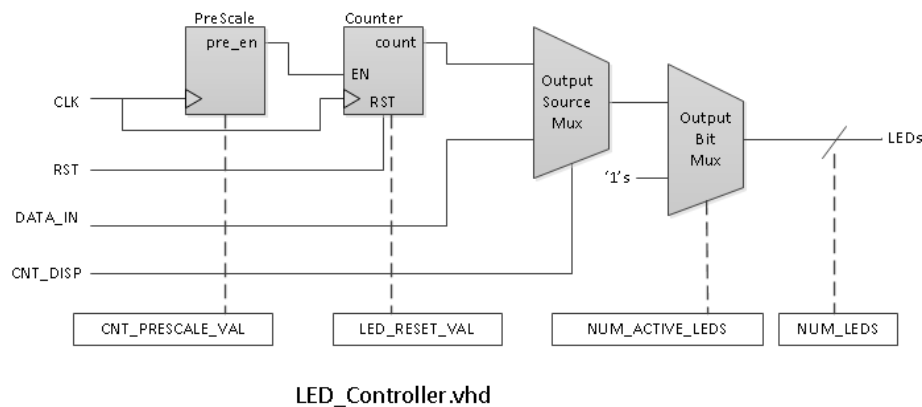 PreScale
Counter
pre_en
count
EN
RST
CLK
Output
Source
Mux
Output
Bit
Mux
LEDs
RST
'1's
DATA_IN
CNT_DISP
CNT_PRESCALE_VAL
LED_RESET_VAL
NUM_ACTIVE_LEDS
NUM_LEDS
LED_Controller.vhd